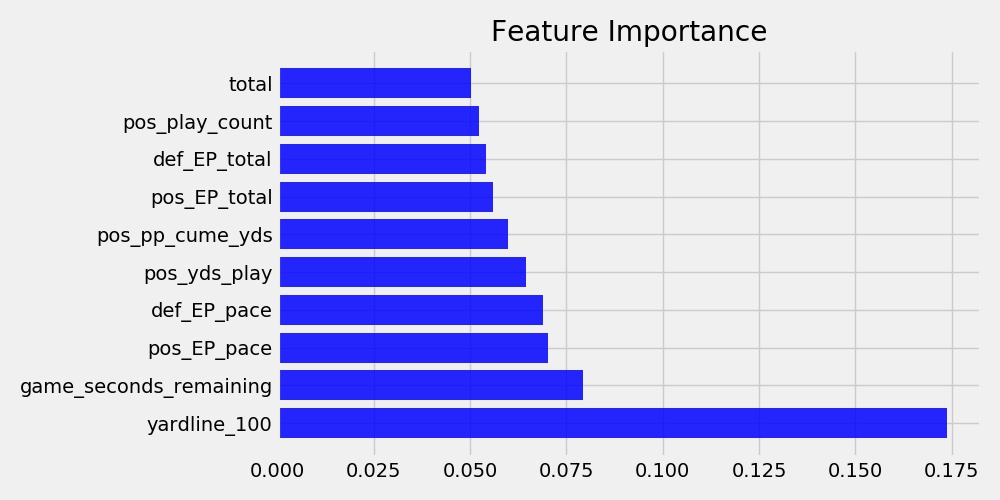 Feature Importance
total
pos_play_count
def_EP_total
pos_EP_total
pos_pp_cume_yds
pos_yds_play
def_EP_pace
pos_EP_pace
game_seconds_remaining
yardline_100
0.000 0.025 0.050 0.075 0.100 0.125 0.150 0.175